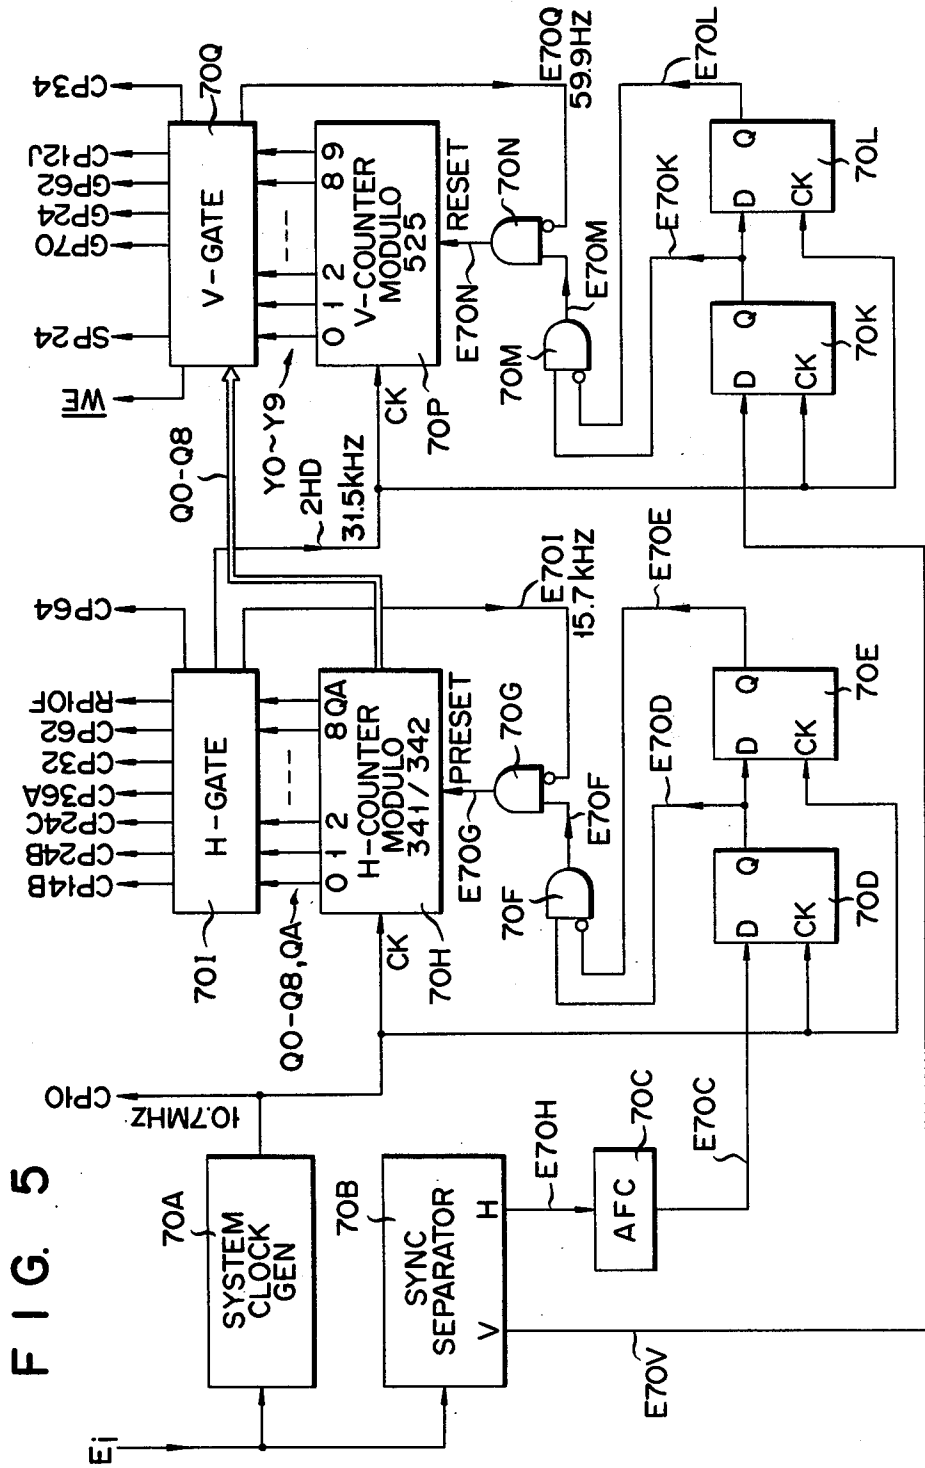 FIG. 5
Ei
70A
SYSTEM
CLOCK
GEN
10.7MHZ
CP10
70B
SYNC
SEPARATOR
V
H
E70V
E70H
AFC
70C
E70C
CP14B
CP24B
CP24C
CP36A
CP32
CP62
RP10F
CP64
H-GATE
70I
Q0-Q8, QA
0 1 2 ---- 8 QA
H-COUNTER
MODULO
341/342
CK
70H
E70G
PRESET
70G
E70I
15.7kHZ
70F
E70F
E70D
E70E
D
Q
CK
70D
D
Q
CK
70E
Q0-Q8
2HD
31.5kHZ
WE
SP24
GP70
GP24
GP62
CP12J
CP34
V-GATE
70Q
Y0~Y9
0 1 2 ---- 8 9
V-COUNTER
MODULO
525
CK
70P
E70N
RESET
70N
E70Q
59.9HZ
70M
E70M
E70K
E70L
D
Q
CK
70K
D
Q
CK
70L